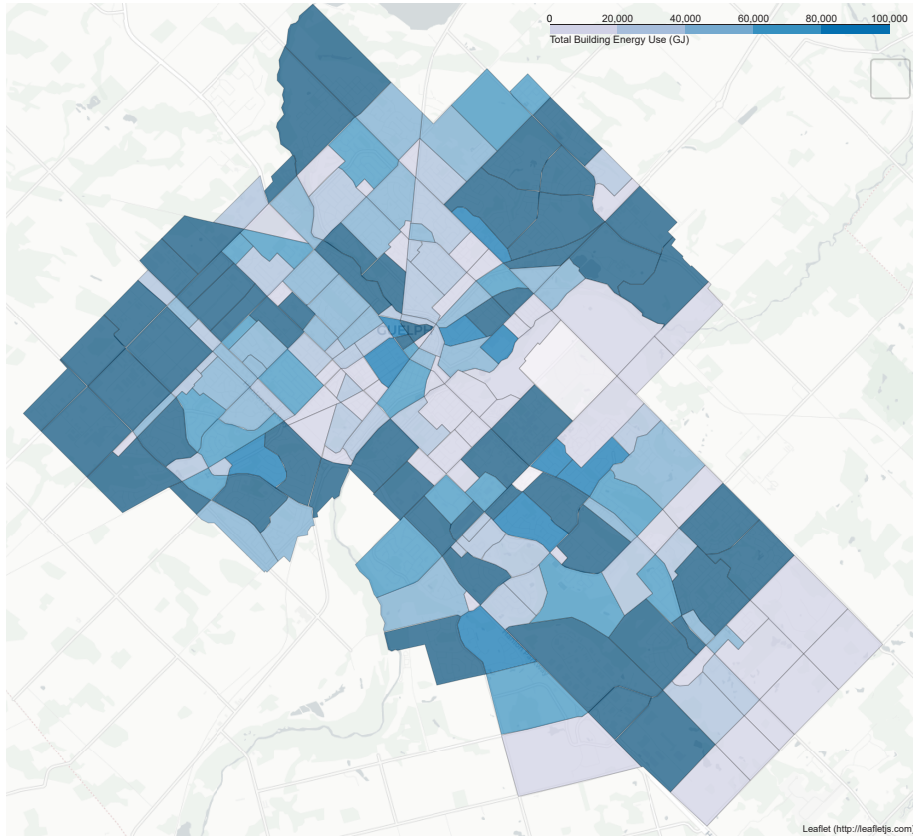 0 20,000 40,000 60,000 80,000 100,000
Total Building Energy Use (GJ)
GUELPH
Leaflet (http://leafletjs.com